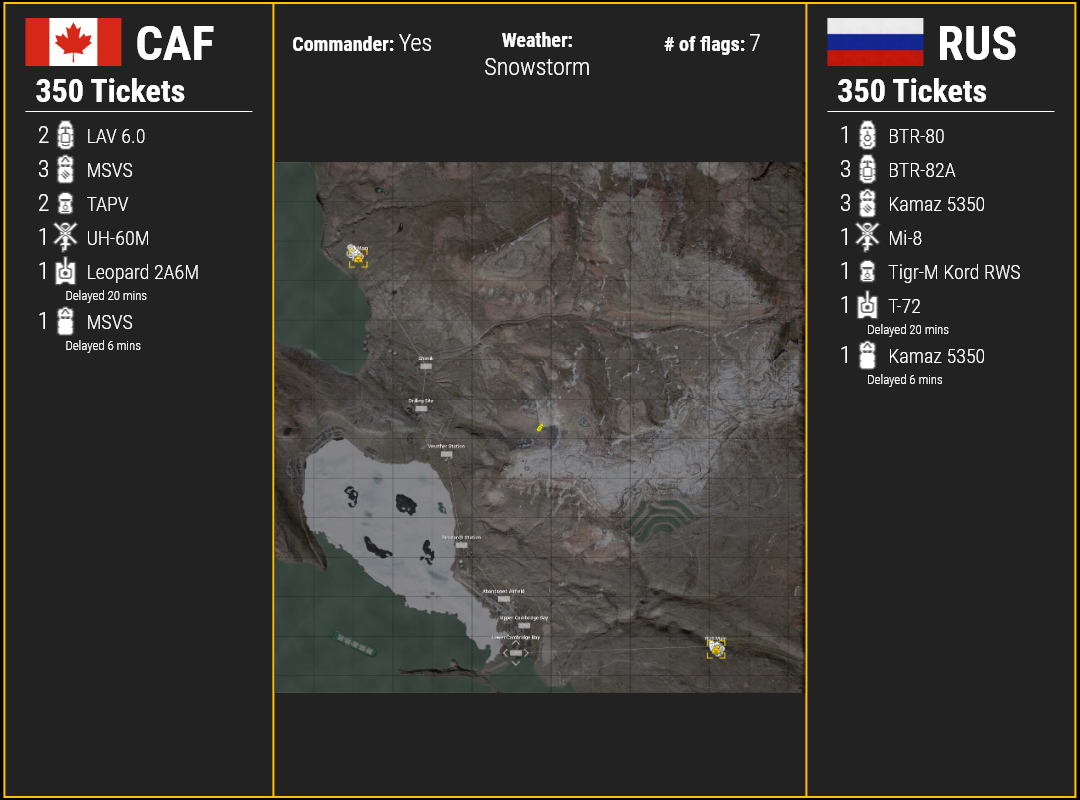 CAF
350 Tickets
2 LAV 6.0
3 MSVS
2 TAPV
1 UH-60M
1 Leopard 2A6M
Delayed 20 mins
1 MSVS
Delayed 6 mins
Commander: Yes
Weather:
Snowstorm
# of flags: 7
Drilling Site
Weather Station
Research Station
Abandoned Airfield
Upper Cambridge Bay
Lower Cambridge Bay
RUS
350 Tickets
1 BTR-80
3 BTR-82A
3 Kamaz 5350
1 Mi-8
1 Tigr-M Kord RWS
1 T-72
Delayed 20 mins
1 Kamaz 5350
Delayed 6 mins